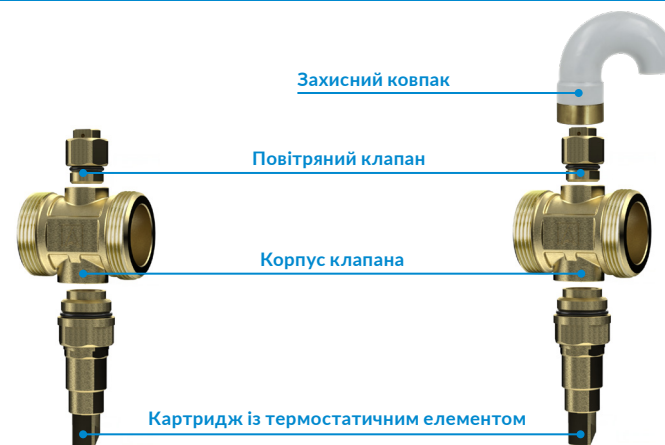 Захисний ковпак
Повітряний клапан
Корпус клапана
Картридж із термостатичним елементом